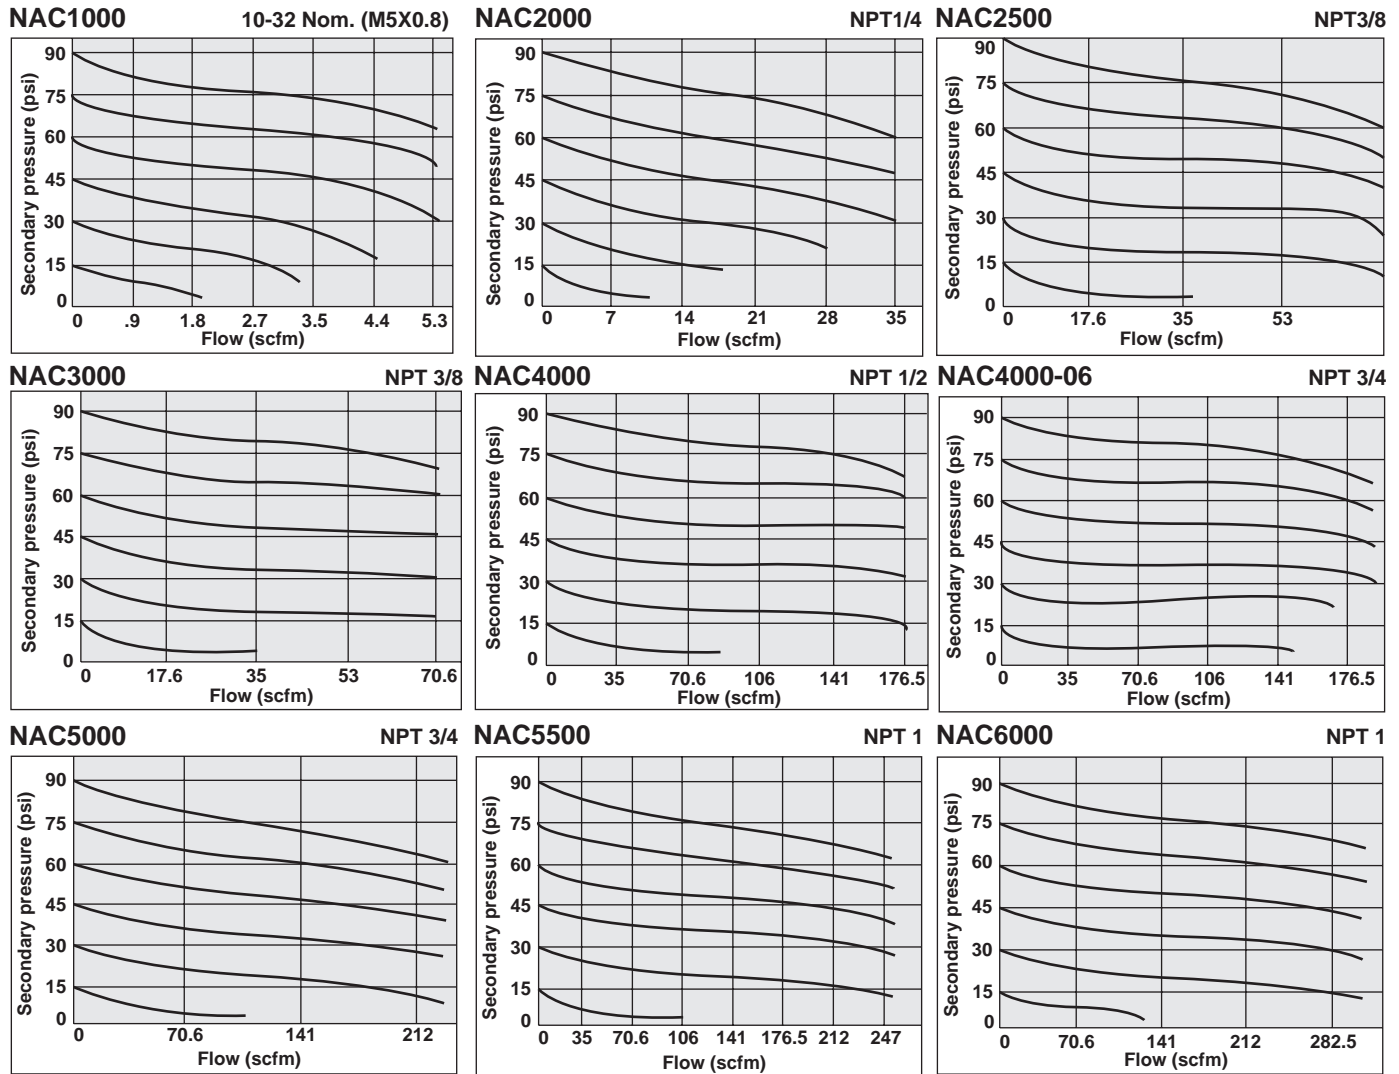 NAC1000 10-32 Nom. (M5X0.8)
Secondary pressure (psi)
90
75
60
45
30
15
0
0 .9 1.8 2.7 3.5 4.4 5.3
Flow (scfm)
NAC2000 NPT1/4
Secondary pressure (psi)
90
75
60
45
30
15
0
0 7 14 21 28 35
Flow (scfm)
NAC2500 NPT3/8
Secondary pressure (psi)
90
75
60
45
30
15
0
0 17.6 35 53
Flow (scfm)
NAC3000 NPT 3/8
Secondary pressure (psi)
90
75
60
45
30
15
0
0 17.6 35 53 70.6
Flow (scfm)
NAC4000 NPT 1/2
Secondary pressure (psi)
90
75
60
45
30
15
0
0 35 70.6 106 141 176.5
Flow (scfm)
NAC4000-06 NPT 3/4
Secondary pressure (psi)
90
75
60
45
30
15
0
0 35 70.6 106 141 176.5
Flow (scfm)
NAC5000 NPT 3/4
Secondary pressure (psi)
90
75
60
45
30
15
0
0 70.6 141 212
Flow (scfm)
NAC5500 NPT 1
Secondary pressure (psi)
90
75
60
45
30
15
0
0 35 106 141 176.5 212 247
Flow (scfm)
NAC6000 NPT 1
Secondary pressure (psi)
90
75
60
45
30
15
0
0 70.6 141 212 282.5
Flow (scfm)